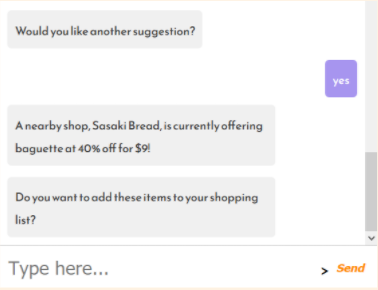 Would you like another suggestion?
yes
A nearby shop, Sasaki Bread, is currently offering
baguette at 40% off for $9!
Do you want to add these items to your shopping
list?
Type here... > Send